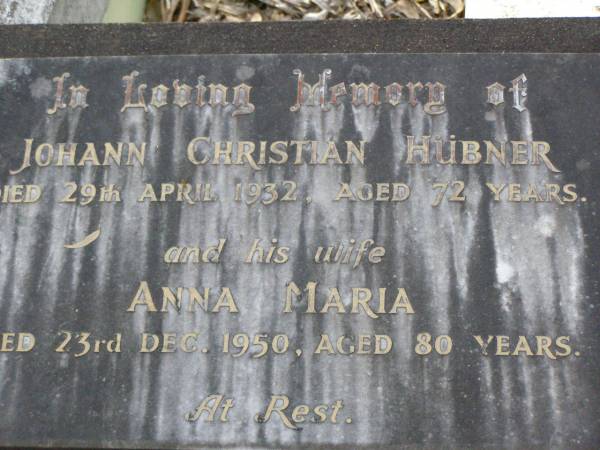 In Loving Memory of
JOHANN CHRISTIAN HÜBNER
DIED 29th APRIL 1932, AGED 72 YEARS.
and his wife
ANNA MARIA
ED 23rd DEC. 1950, AGED 80 YEARS.
At Rest.